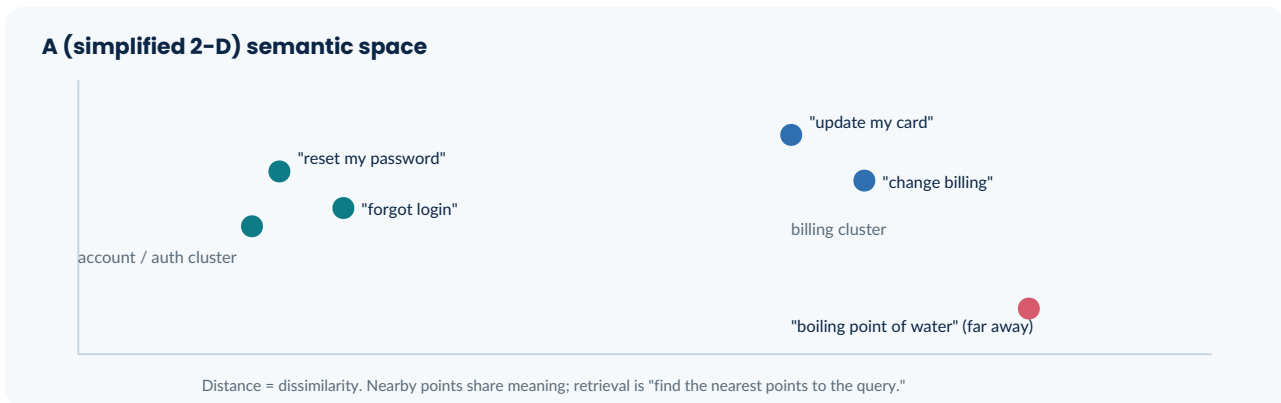 A (simplified 2-D) semantic space
"update my card"
"reset my password"
"change billing"
"forgot login"
billing cluster
account / auth cluster
"boiling point of water" (far away)
Distance = dissimilarity. Nearby points share meaning; retrieval is "find the nearest points to the query."